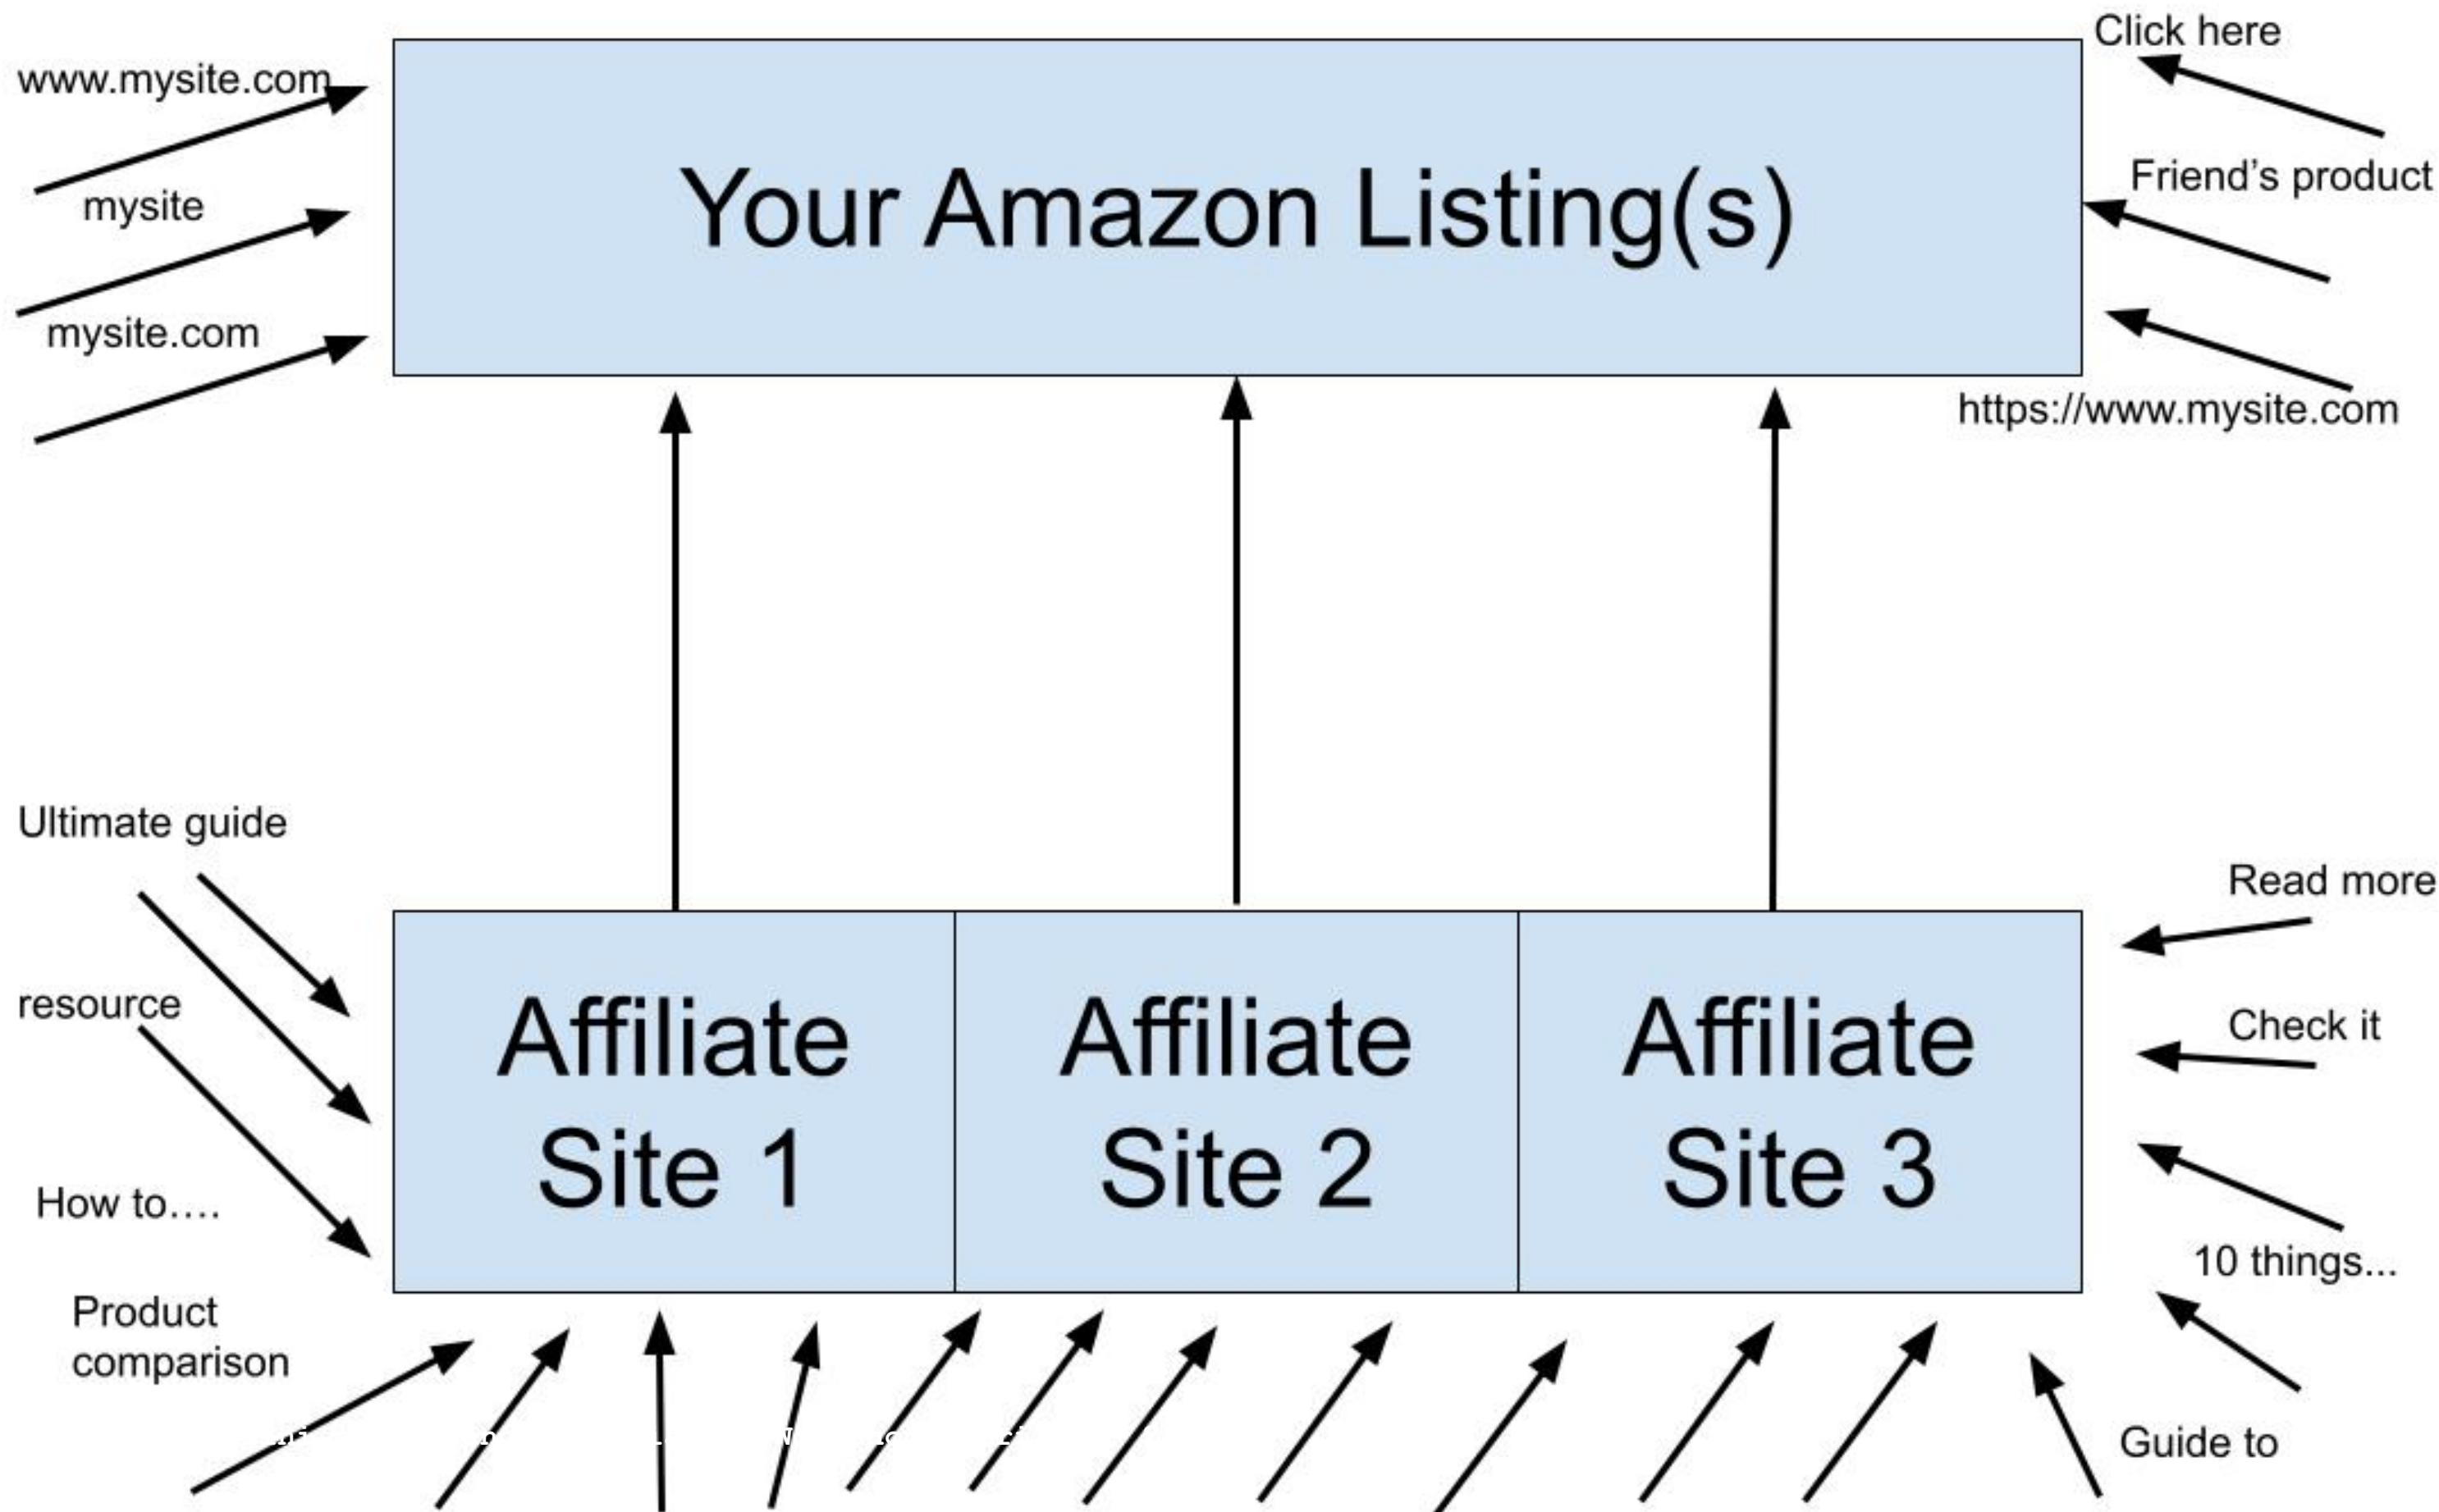 Click here
www.mysite.com
Friend's product
mysite
Your Amazon Listing(s)
mysite.com
https://www.mysite.com
Ultimate guide
Read more
resource
Check it
Affiliate
Site 1
Affiliate
Site 2
Affiliate
Site 3
How to....
10 things...
Product
comparison
Guide to